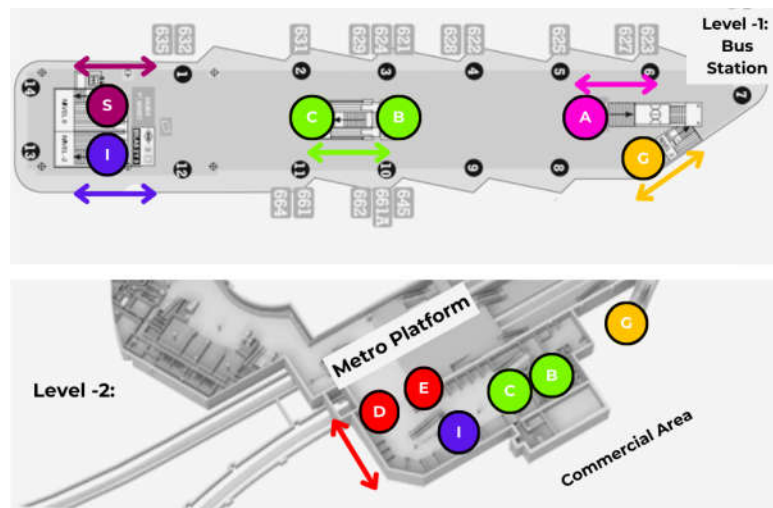 Level -1:
Bus
Station
635 632 631 629 624 621 628 622 625 627 623
1 2 3 4 5 6 7
14 S C B A
13 I G
12 11 10 9 8
664 661 662 661A 645
Metro Platform
Level -2:
G
E C B
D I
Commercial Area